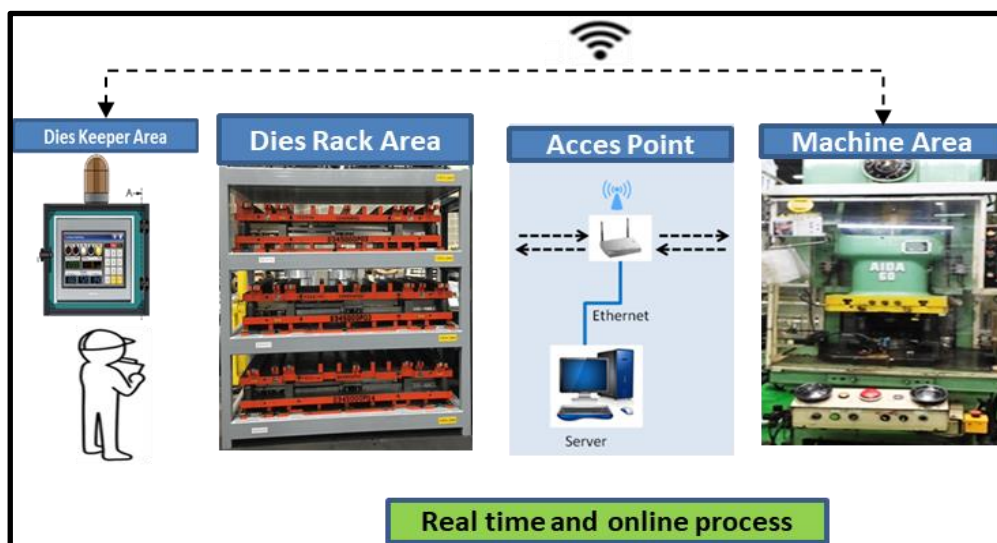 Dies Keeper Area
Dies Rack Area
Acces Point
Machine Area
A
AIDA
60
Ethernet
Server
Real time and online process